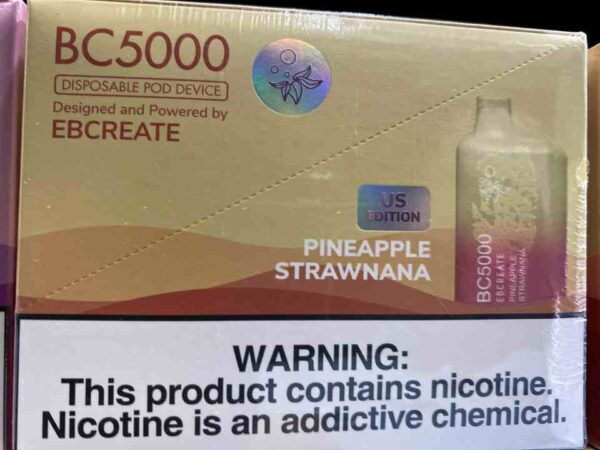 BC5000
DISPOSABLE POD DEVICE
Designed and Powered by
EBCREATE
US
EDITION
PINEAPPLE
STRAWNANA
BC5000
EBCREATE
PINEAPPLE
STRAWNANA
WARNING:
This product contains nicotine.
Nicotine is an addictive chemical.